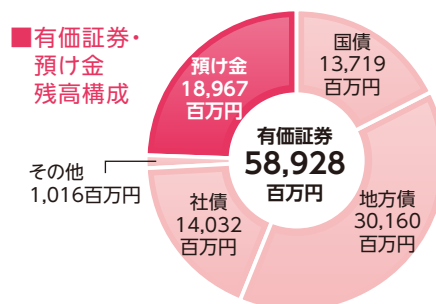 ■有価証券・
預け金
残高構成
預け金
18,967
百万円
国債
13,719
百万円
有価証券
58,928
百万円
その他
1,016百万円
社債
14,032
百万円
地方債
30,160
百万円